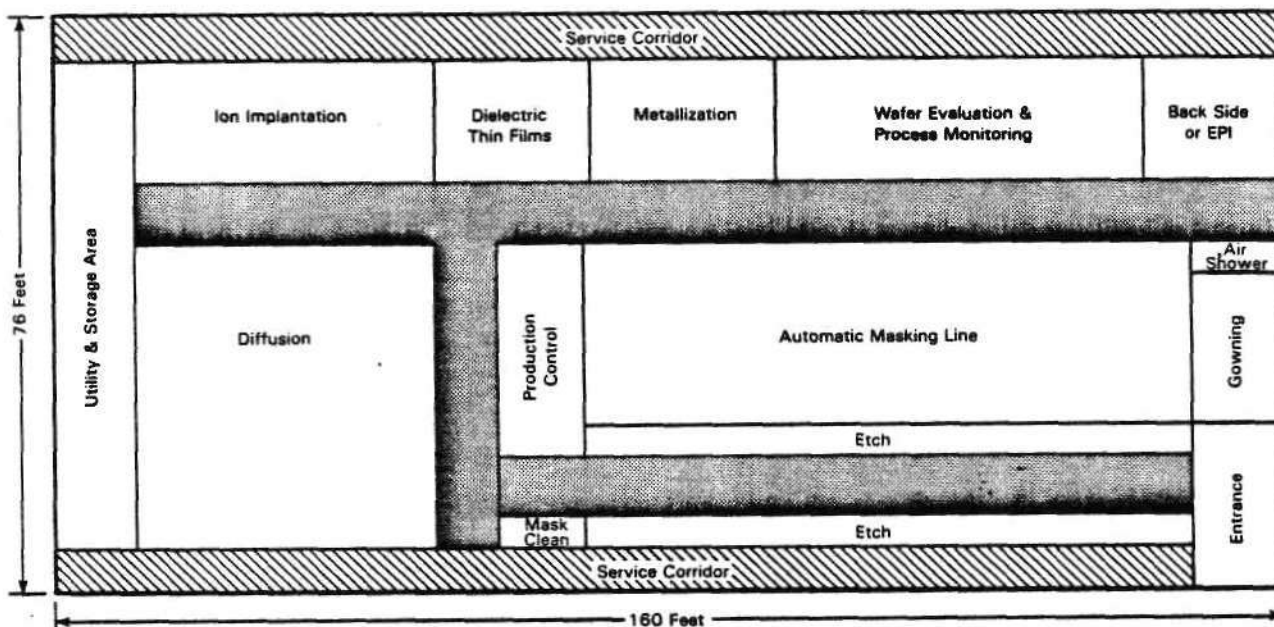 Service Corridor
Ion Implantation
Dielectric
Thin Films
Metallization
Wafer Evaluation &
Process Monitoring
Back Side
or EPI
76 Feet
Utility & Storage Area
Diffusion
Production
Control
Automatic Masking Line
Air
Shower
Gowning
Etch
Mask
Clean
Etch
Entrance
Service Corridor
160 Feet